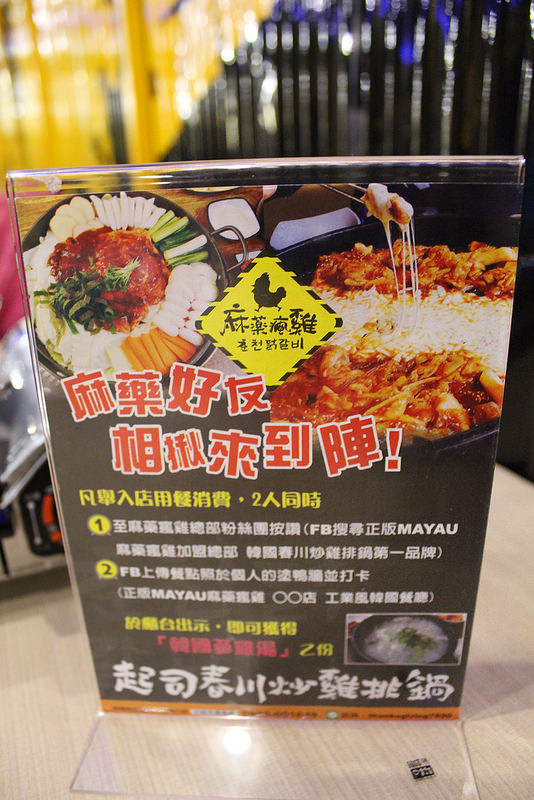 麻藥瘋雞
춘천닭갈비
麻藥好友
相揪來到陣!
凡舉入店用餐消費，2人同時
1 至麻藥瘋雞總部粉絲團按讚(FB搜尋正版MAYAU
麻藥瘋雞加盟總部 韓國春川炒雞排鍋第一品牌)
2 FB上傳餐點照於個人的塗鴨牆並打卡
(正版MAYAU麻藥瘋雞 〇〇店 工業風韓國餐廳)
於櫃台出示，即可獲得
「韓國蔘雞湯」乙份
起司春川炒雞排鍋